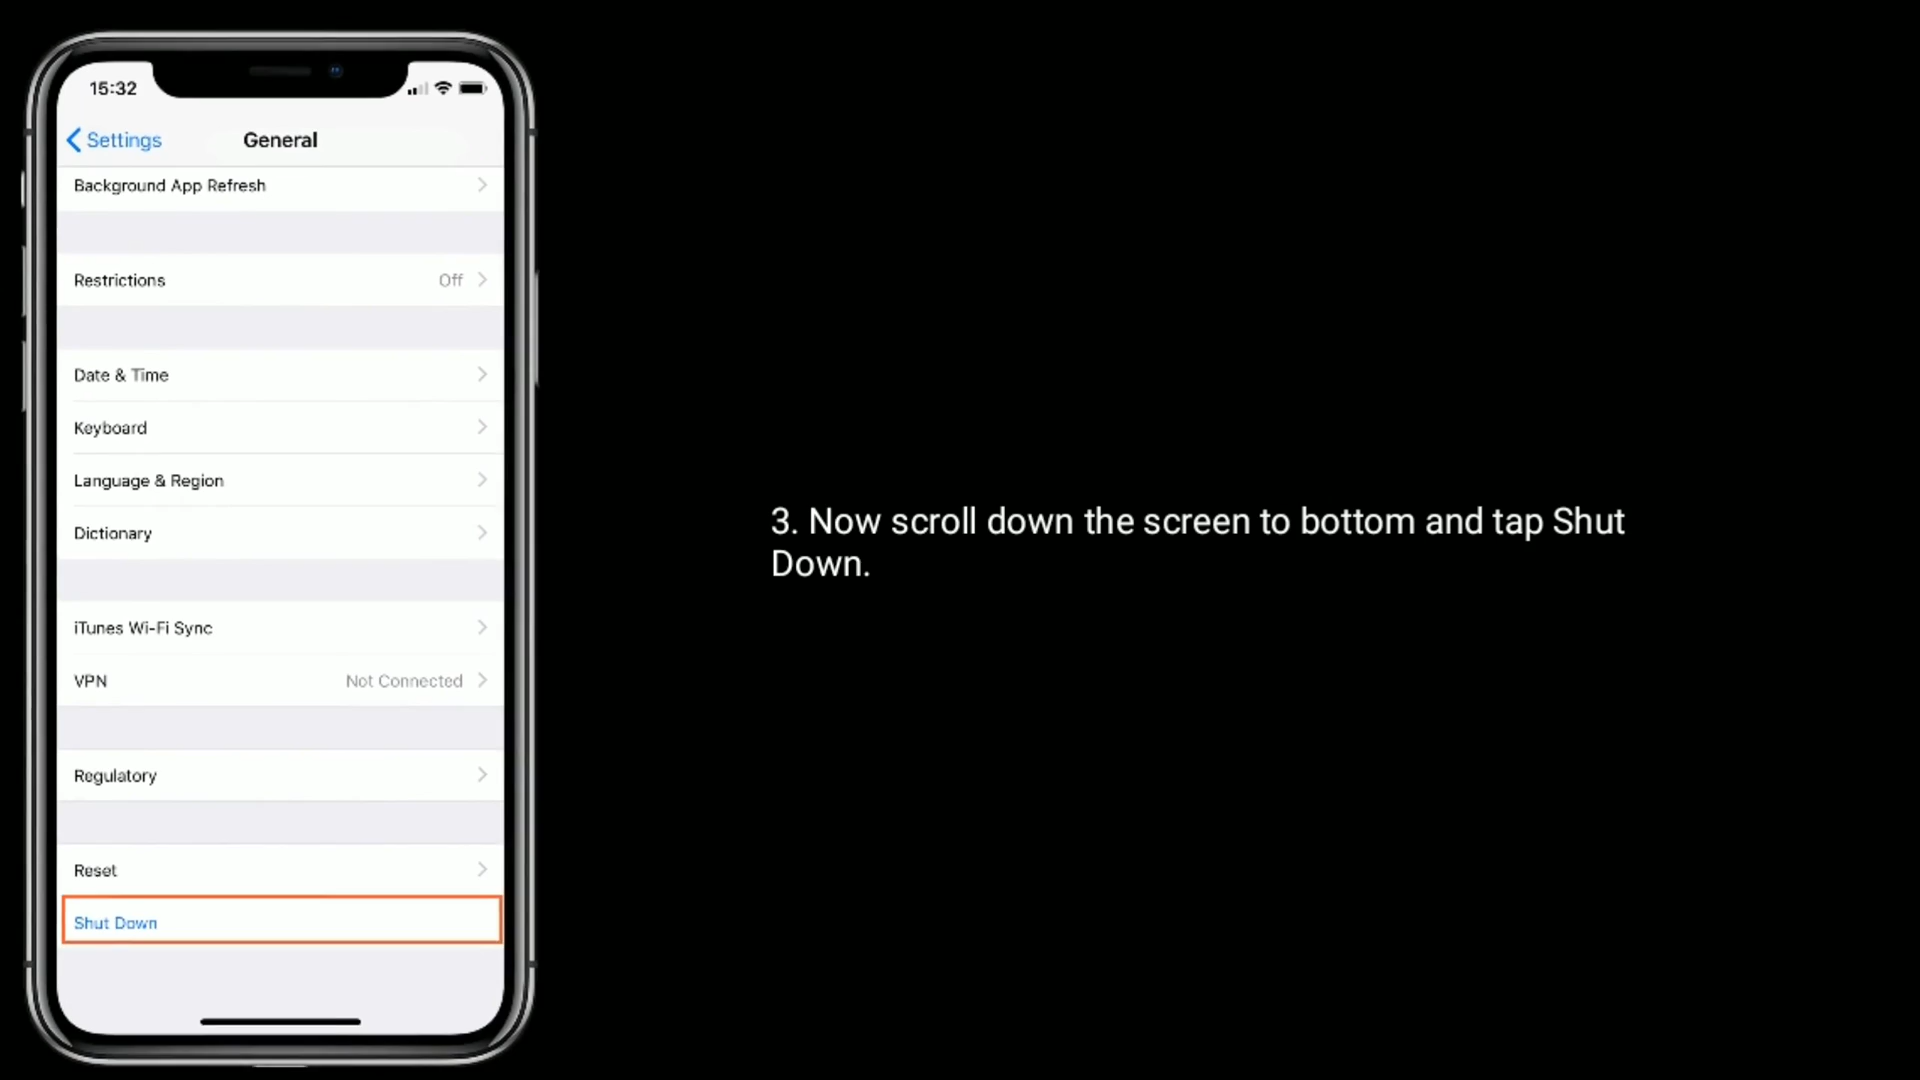 15:32
Settings
General
Background App Refresh
Restrictions Off
Date & Time
Keyboard
Language & Region
Dictionary
iTunes Wi-Fi Sync
VPN Not Connected
Regulatory
Reset
Shut Down
3. Now scroll down the screen to bottom and tap Shut
Down.